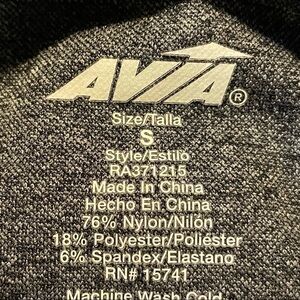 AVIA®
Size/Talla
S
Style/Estilo
RA371215
Made In China
Hecho En China
76% Nylon/Nilón
18% Polyester/Poliester
6% Spandex/Elastano
RN# 15741
Machine Wash Cold